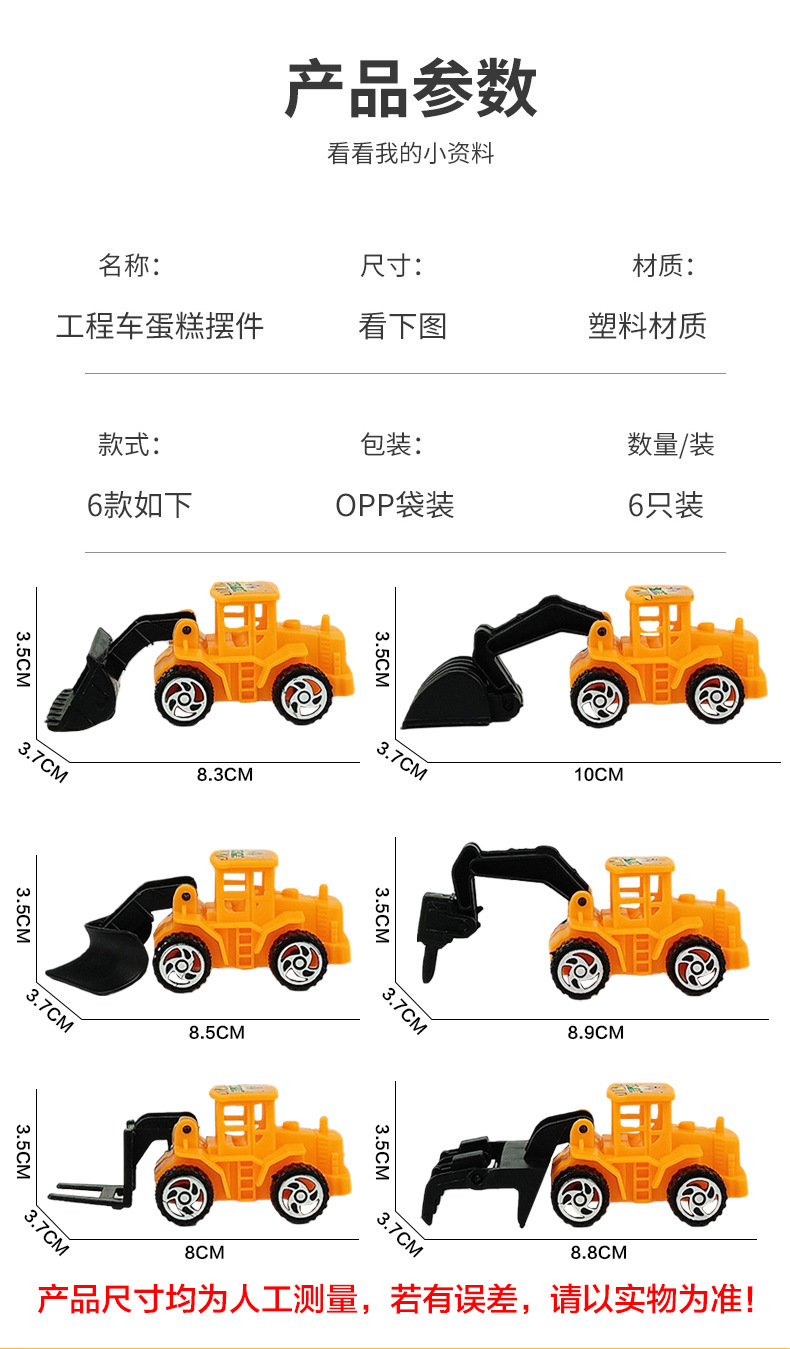 产品参数
看看我的小资料
名称： 尺寸： 材质：
工程车蛋糕摆件 看下图 塑料材质
款式： 包装： 数量/装
6款如下 OPP袋装 6只装
3.5CM
3.7CM
8.3CM
3.5CM
3.7CM
10CM
3.5CM
3.7CM
8.5CM
3.5CM
3.7CM
8.9CM
3.5CM
3.7CM
8CM
3.5CM
3.7CM
8.8CM
产品尺寸均为人工测量，若有误差，请以实物为准！